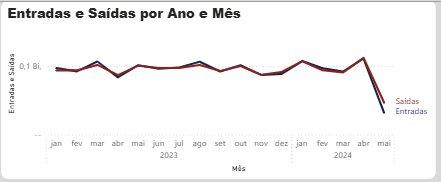 Entradas e Saídas por Ano e Mês
Entradas e Saídas
0,1 Bi.
--
Saídas
Entradas
jan fev mar abr mai jun jul ago set out nov dez jan fev mar abr mai
2023 2024
Mês